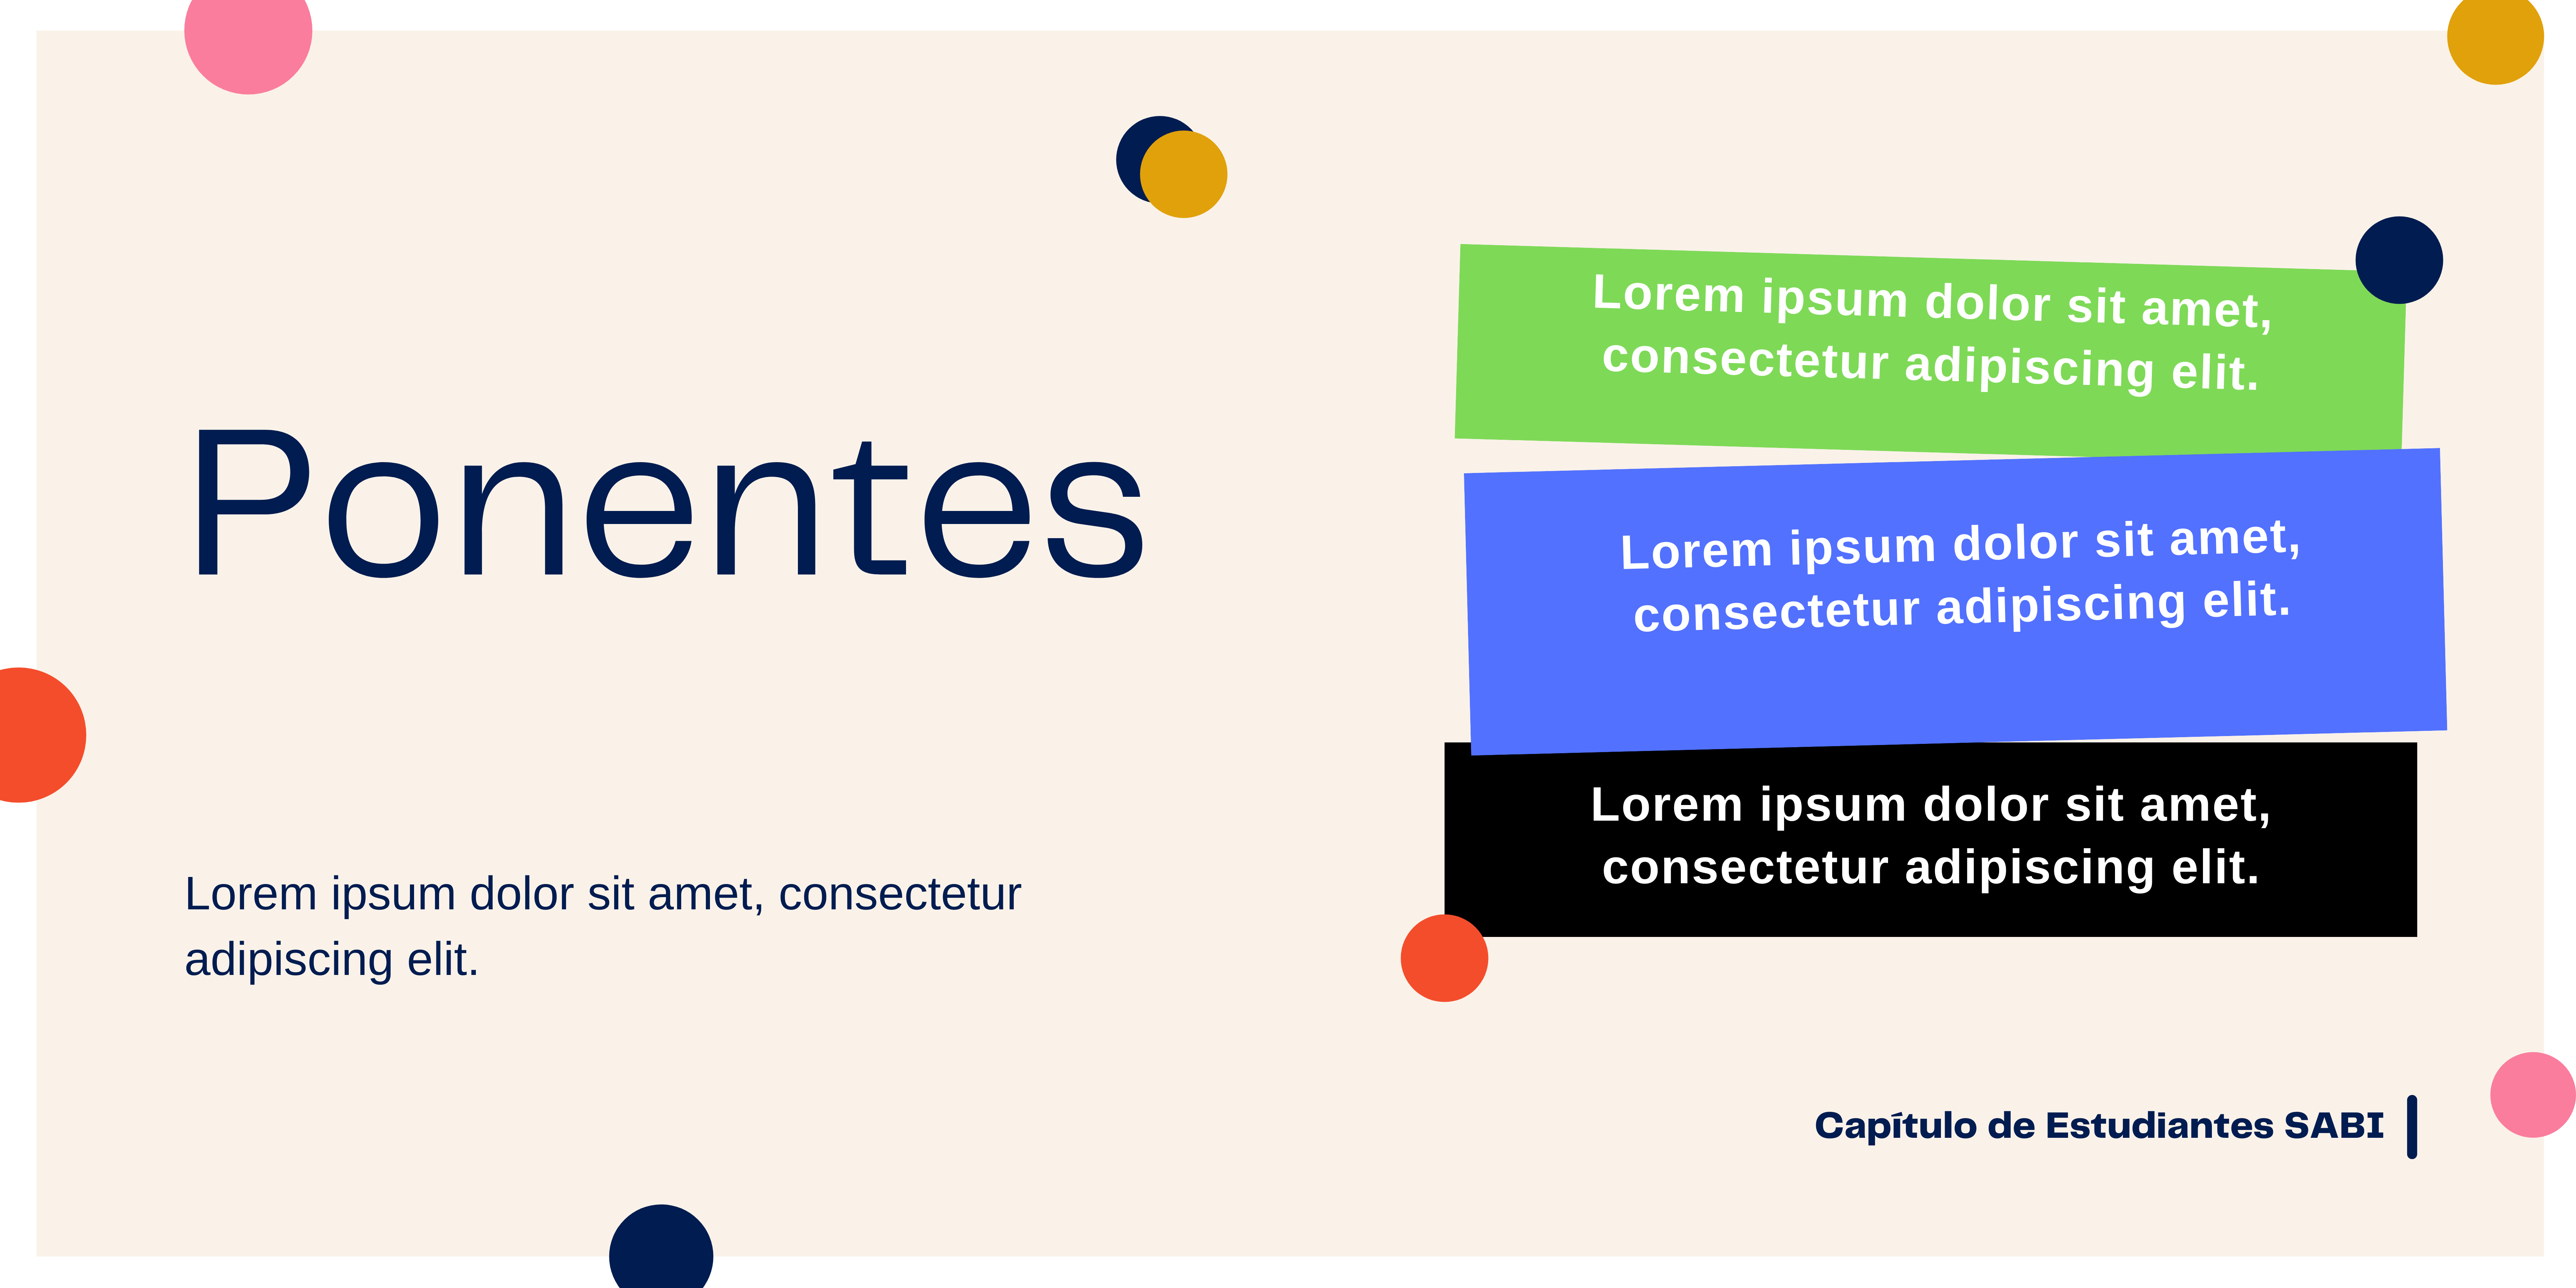 Ponentes
Lorem ipsum dolor sit amet, consectetur
adipiscing elit.
Lorem ipsum dolor sit amet,
consectetur adipiscing elit.
Lorem ipsum dolor sit amet,
consectetur adipiscing elit.
Lorem ipsum dolor sit amet,
consectetur adipiscing elit.
Capítulo de Estudiantes SABI